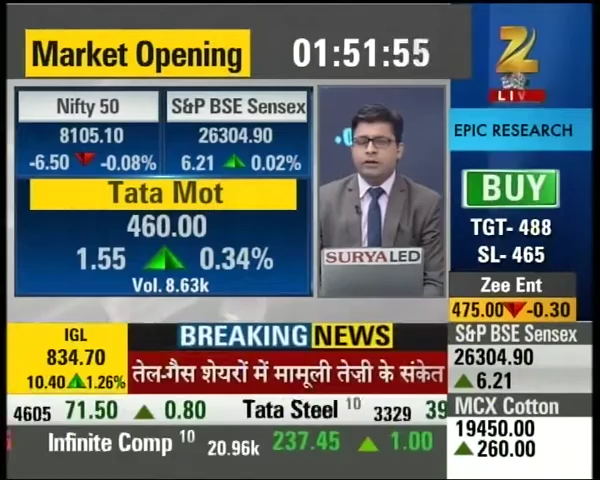 Market Opening
01:51:55
LIV
Nifty 50
8105.10
-6.50 -0.08%
S&P BSE Sensex
26304.90
6.21 0.02%
Tata Mot
460.00
1.55 0.34%
Vol. 8.63k
SURYA LED
EPIC RESEARCH
BUY
TGT- 488
SL- 465
Zee Ent
475.00 -0.30
IGL
834.70
10.40 1.26%
BREAKING NEWS
तेल-गैस शेयरों में मामूली तेज़ी के संकेत
S&P BSE Sensex
26304.90
6.21
4605 71.50 0.80 Tata Steel 10 3329 39
MCX Cotton
19450.00
260.00
Infinite Comp 10 20.96k 237.45 1.00